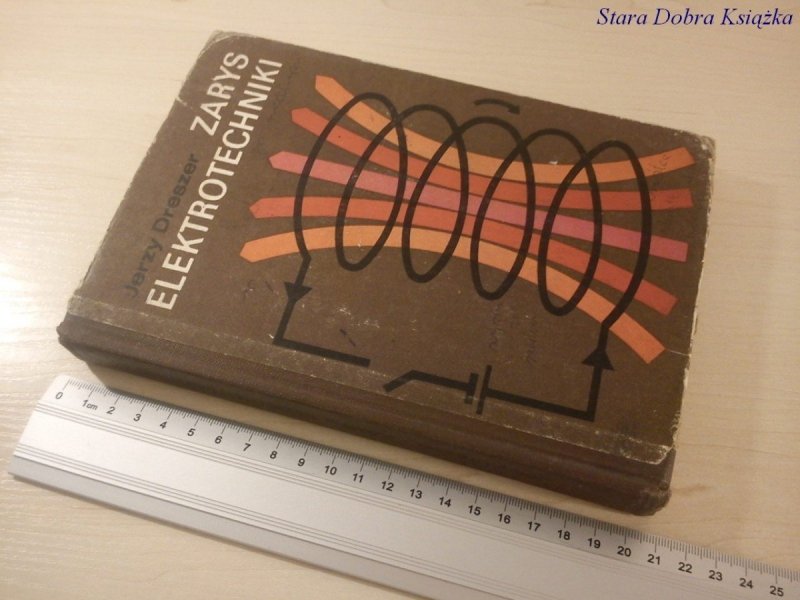 Stara Dobra Książka
Jerzy Dreszer
ZARYS
ELEKTROTECHNIKI
0 1cm 2 3 4 5 6 7 8 9 10 11 12 13 14 15 16 17 18 19 20 21 22 23 24 25